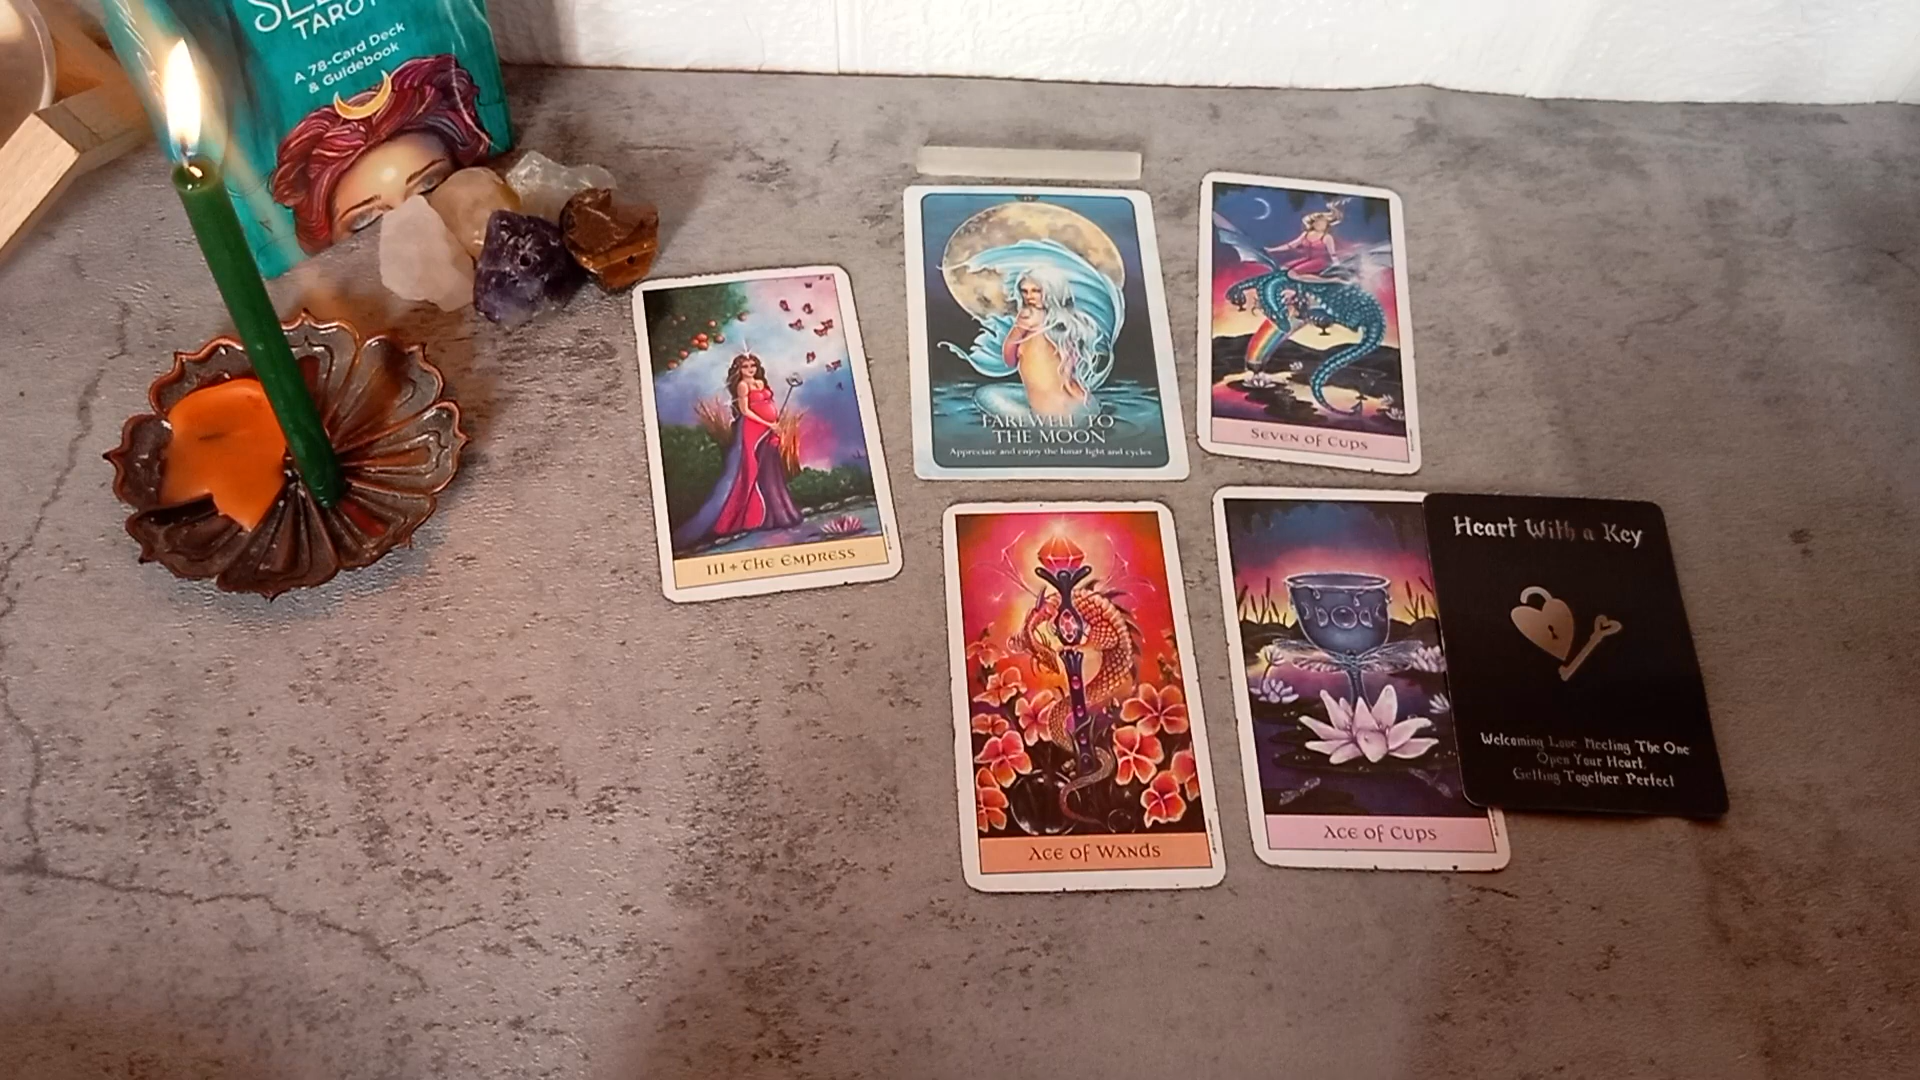 TAROT
A 78-Card Deck
& Guidebook
III + THE EMPRESS
FAREWELL TO
THE MOON
Appreciate and enjoy the lunar light and cycles
SEVEN OF CUPS
ACE OF WANDS
ACE OF CUPS
Heart With a Key
Welcoming Love. Meeting The One
Open Your Heart.
Getting Together. Perfect